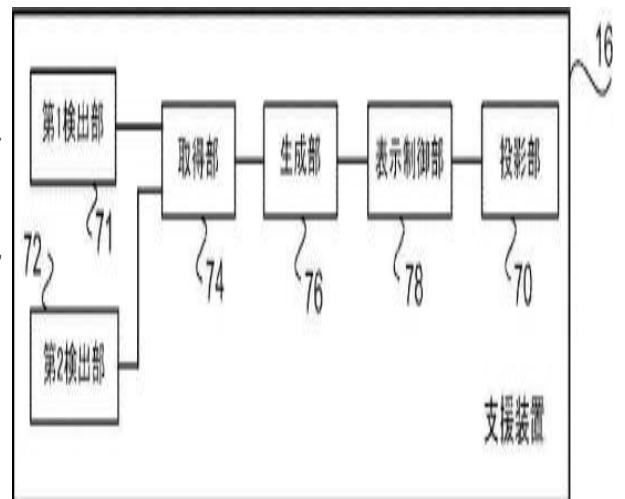 16
第1検出部
71
取得部
74
生成部
76
表示制御部
78
投影部
70
72
第2検出部
支援装置